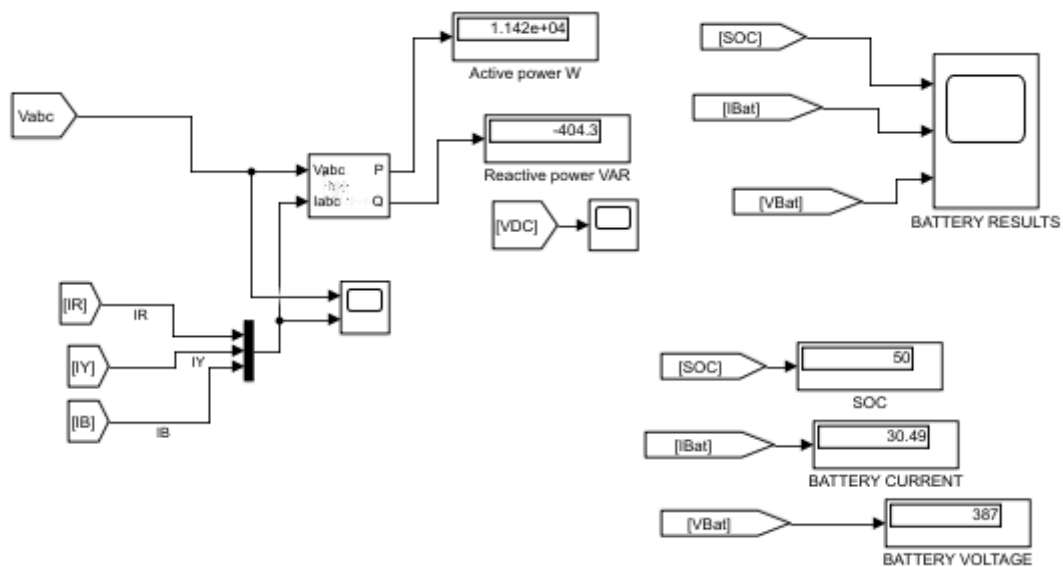 1.142e+04
Active power W
Vabc
-404.3
Reactive power VAR
Vabc
P
Iabc
Q
[VDC]
[IR]
IR
[IY]
IY
[IB]
IB
[SOC]
[IBat]
[VBat]
BATTERY RESULTS
[SOC]
50
SOC
[IBat]
30.49
BATTERY CURRENT
[VBat]
387
BATTERY VOLTAGE